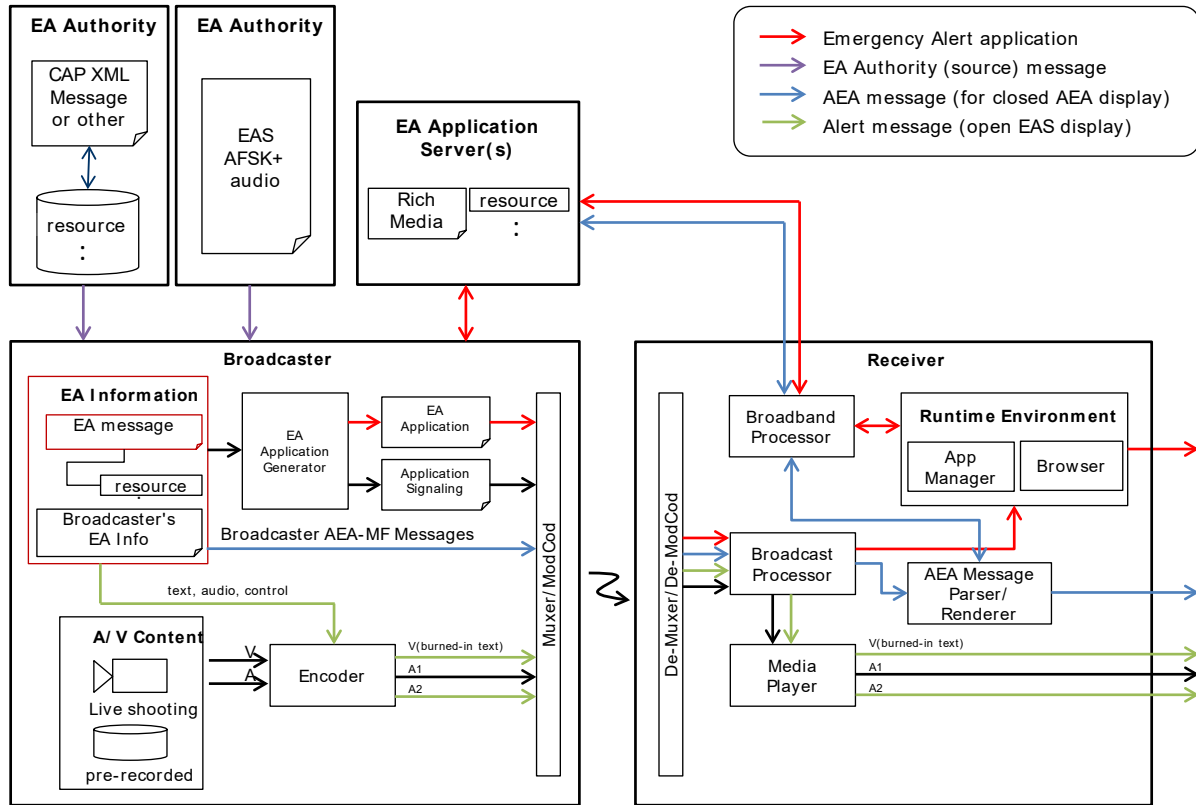 EA Authority
CAP XML
Message
or other
resource
:
EA Authority
EAS
AFSK+
audio
EA Application
Server(s)
Rich
Media
resource
:
Emergency Alert application
EA Authority (source) message
AEA message (for closed AEA display)
Alert message (open EAS display)
Broadcaster
EA Information
EA message
resource
:
Broadcaster's
EA Info
EA
Application
Generator
EA
Application
Application
Signaling
Broadcaster AEA-MF Messages
text, audio, control
A/V Content
Live shooting
pre-recorded
V
A
Encoder
V(burned-in text)
A1
A2
Muxer/ModCod
Receiver
De-Muxer/De-ModCod
Broadband
Processor
Runtime Environment
App
Manager
Browser
Broadcast
Processor
AEA Message
Parser/
Renderer
Media
Player
V(burned-in text)
A1
A2